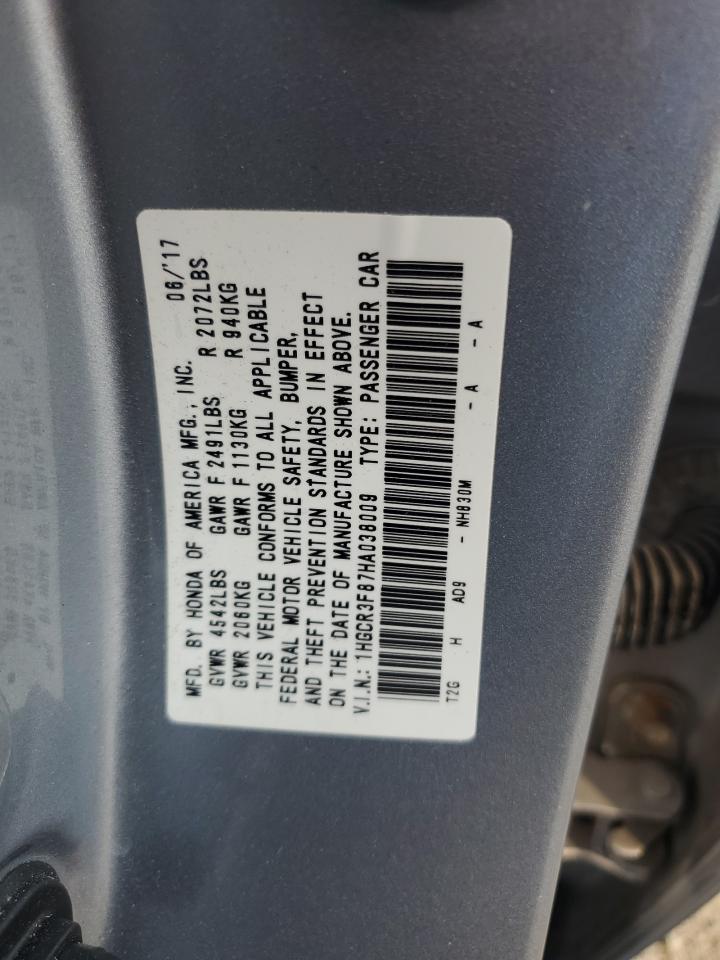 MFD. BY HONDA OF AMERICA MFG., INC. 06/'17
GVWR 4542LBS GAWR F 2491LBS R 2072LBS
GVWR 2060KG GAWR F 1130KG R 940KG
THIS VEHICLE CONFORMS TO ALL APPLICABLE
FEDERAL MOTOR VEHICLE SAFETY, BUMPER,
AND THEFT PREVENTION STANDARDS IN EFFECT
ON THE DATE OF MANUFACTURE SHOWN ABOVE.
V.I.N.: 1HGCR3F87HA038009 TYPE: PASSENGER CAR
T2G H AD9 - NH830M - A - A